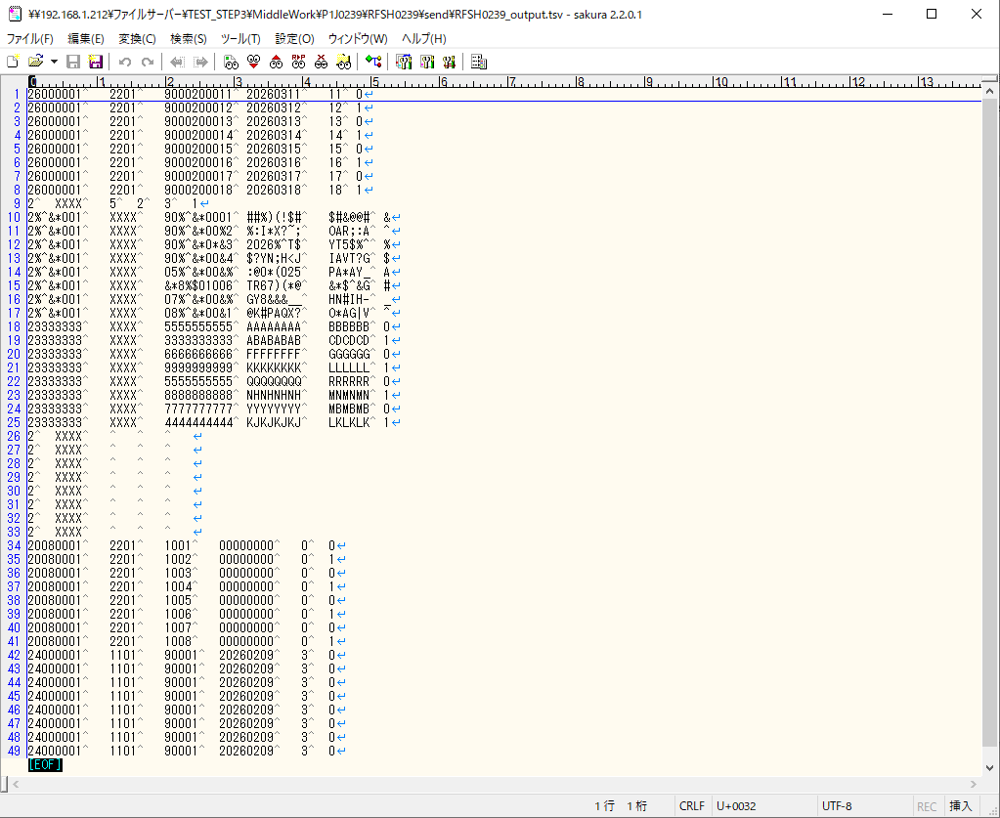 ¥¥192.168.1.212¥ファイルサーバー¥TEST_STEP3¥MiddleWork¥P1J0239¥RFSH0239¥send¥RFSH0239_output.tsv - sakura 2.2.0.1
ファイル(F) 編集(E) 変換(C) 検索(S) ツール(T) 設定(O) ウィンドウ(W) ヘルプ(H)
0 1 2 3 4 5 6 7 8 9 10 11 12 13
1 26000001^ 2201^ 9000200011^ 20260311^ 11^ 0↵
2 26000001^ 2201^ 9000200012^ 20260312^ 12^ 1↵
3 26000001^ 2201^ 9000200013^ 20260313^ 13^ 0↵
4 26000001^ 2201^ 9000200014^ 20260314^ 14^ 1↵
5 26000001^ 2201^ 9000200015^ 20260315^ 15^ 0↵
6 26000001^ 2201^ 9000200016^ 20260316^ 16^ 1↵
7 26000001^ 2201^ 9000200017^ 20260317^ 17^ 0↵
8 26000001^ 2201^ 9000200018^ 20260318^ 18^ 1↵
9 2^ XXXX^ 5^ 2^ 3^ 1↵
10 2%^&*001^ XXXX^ 90%^&*0001^ ##%)(!$#^ $#&@@#^ &↵
11 2%^&*001^ XXXX^ 90%^&*00%2^ %:I*X?~;^ OAR;:A^ ^↵
12 2%^&*001^ XXXX^ 90%^&*0*&3^ 2026%^T$^ YT5$%^^ %↵
13 2%^&*001^ XXXX^ 90%^&*00&4^ $?YN;H<J^ IAVT?G^ $↵
14 2%^&*001^ XXXX^ 05%^&*00&%^ :@O*(025^ PA*AY_^ A↵
15 2%^&*001^ XXXX^ &*8%$01006^ TR67)(*@^ &*$^&G^ #↵
16 2%^&*001^ XXXX^ 07%^&*00&%^ GY8&&&__^ HN#IH-^ _↵
17 2%^&*001^ XXXX^ 08%^&*00&1^ @K#PAQX?^ O*AG|V^ ^↵
18 23333333^ XXXX^ 5555555555^ AAAAAAAA^ BBBBBB^ 0↵
19 23333333^ XXXX^ 3333333333^ ABABABAB^ CDCDCD^ 1↵
20 23333333^ XXXX^ 6666666666^ FFFFFFFF^ GGGGGG^ 0↵
21 23333333^ XXXX^ 9999999999^ KKKKKKKK^ LLLLLL^ 1↵
22 23333333^ XXXX^ 5555555555^ QQQQQQQQ^ RRRRRR^ 0↵
23 23333333^ XXXX^ 8888888888^ NHNHNHNH^ MNMNMN^ 1↵
24 23333333^ XXXX^ 7777777777^ YYYYYYYY^ MBMBMB^ 0↵
25 23333333^ XXXX^ 4444444444^ KJKJKJKJ^ LKLKLK^ 1↵
26 2^ XXXX^ ^ ^ ^ ↵
27 2^ XXXX^ ^ ^ ^ ↵
28 2^ XXXX^ ^ ^ ^ ↵
29 2^ XXXX^ ^ ^ ^ ↵
30 2^ XXXX^ ^ ^ ^ ↵
31 2^ XXXX^ ^ ^ ^ ↵
32 2^ XXXX^ ^ ^ ^ ↵
33 2^ XXXX^ ^ ^ ^ ↵
34 20080001^ 2201^ 1001^ 00000000^ 0^ 0↵
35 20080001^ 2201^ 1002^ 00000000^ 0^ 1↵
36 20080001^ 2201^ 1003^ 00000000^ 0^ 0↵
37 20080001^ 2201^ 1004^ 00000000^ 0^ 1↵
38 20080001^ 2201^ 1005^ 00000000^ 0^ 0↵
39 20080001^ 2201^ 1006^ 00000000^ 0^ 1↵
40 20080001^ 2201^ 1007^ 00000000^ 0^ 0↵
41 20080001^ 2201^ 1008^ 00000000^ 0^ 1↵
42 24000001^ 1101^ 90001^ 20260209^ 3^ 0↵
43 24000001^ 1101^ 90001^ 20260209^ 3^ 0↵
44 24000001^ 1101^ 90001^ 20260209^ 3^ 0↵
45 24000001^ 1101^ 90001^ 20260209^ 3^ 0↵
46 24000001^ 1101^ 90001^ 20260209^ 3^ 0↵
47 24000001^ 1101^ 90001^ 20260209^ 3^ 0↵
48 24000001^ 1101^ 90001^ 20260209^ 3^ 0↵
49 24000001^ 1101^ 90001^ 20260209^ 3^ 0↵
[EOF]
1 行 1 桁 CRLF U+0032 UTF-8 REC 挿入